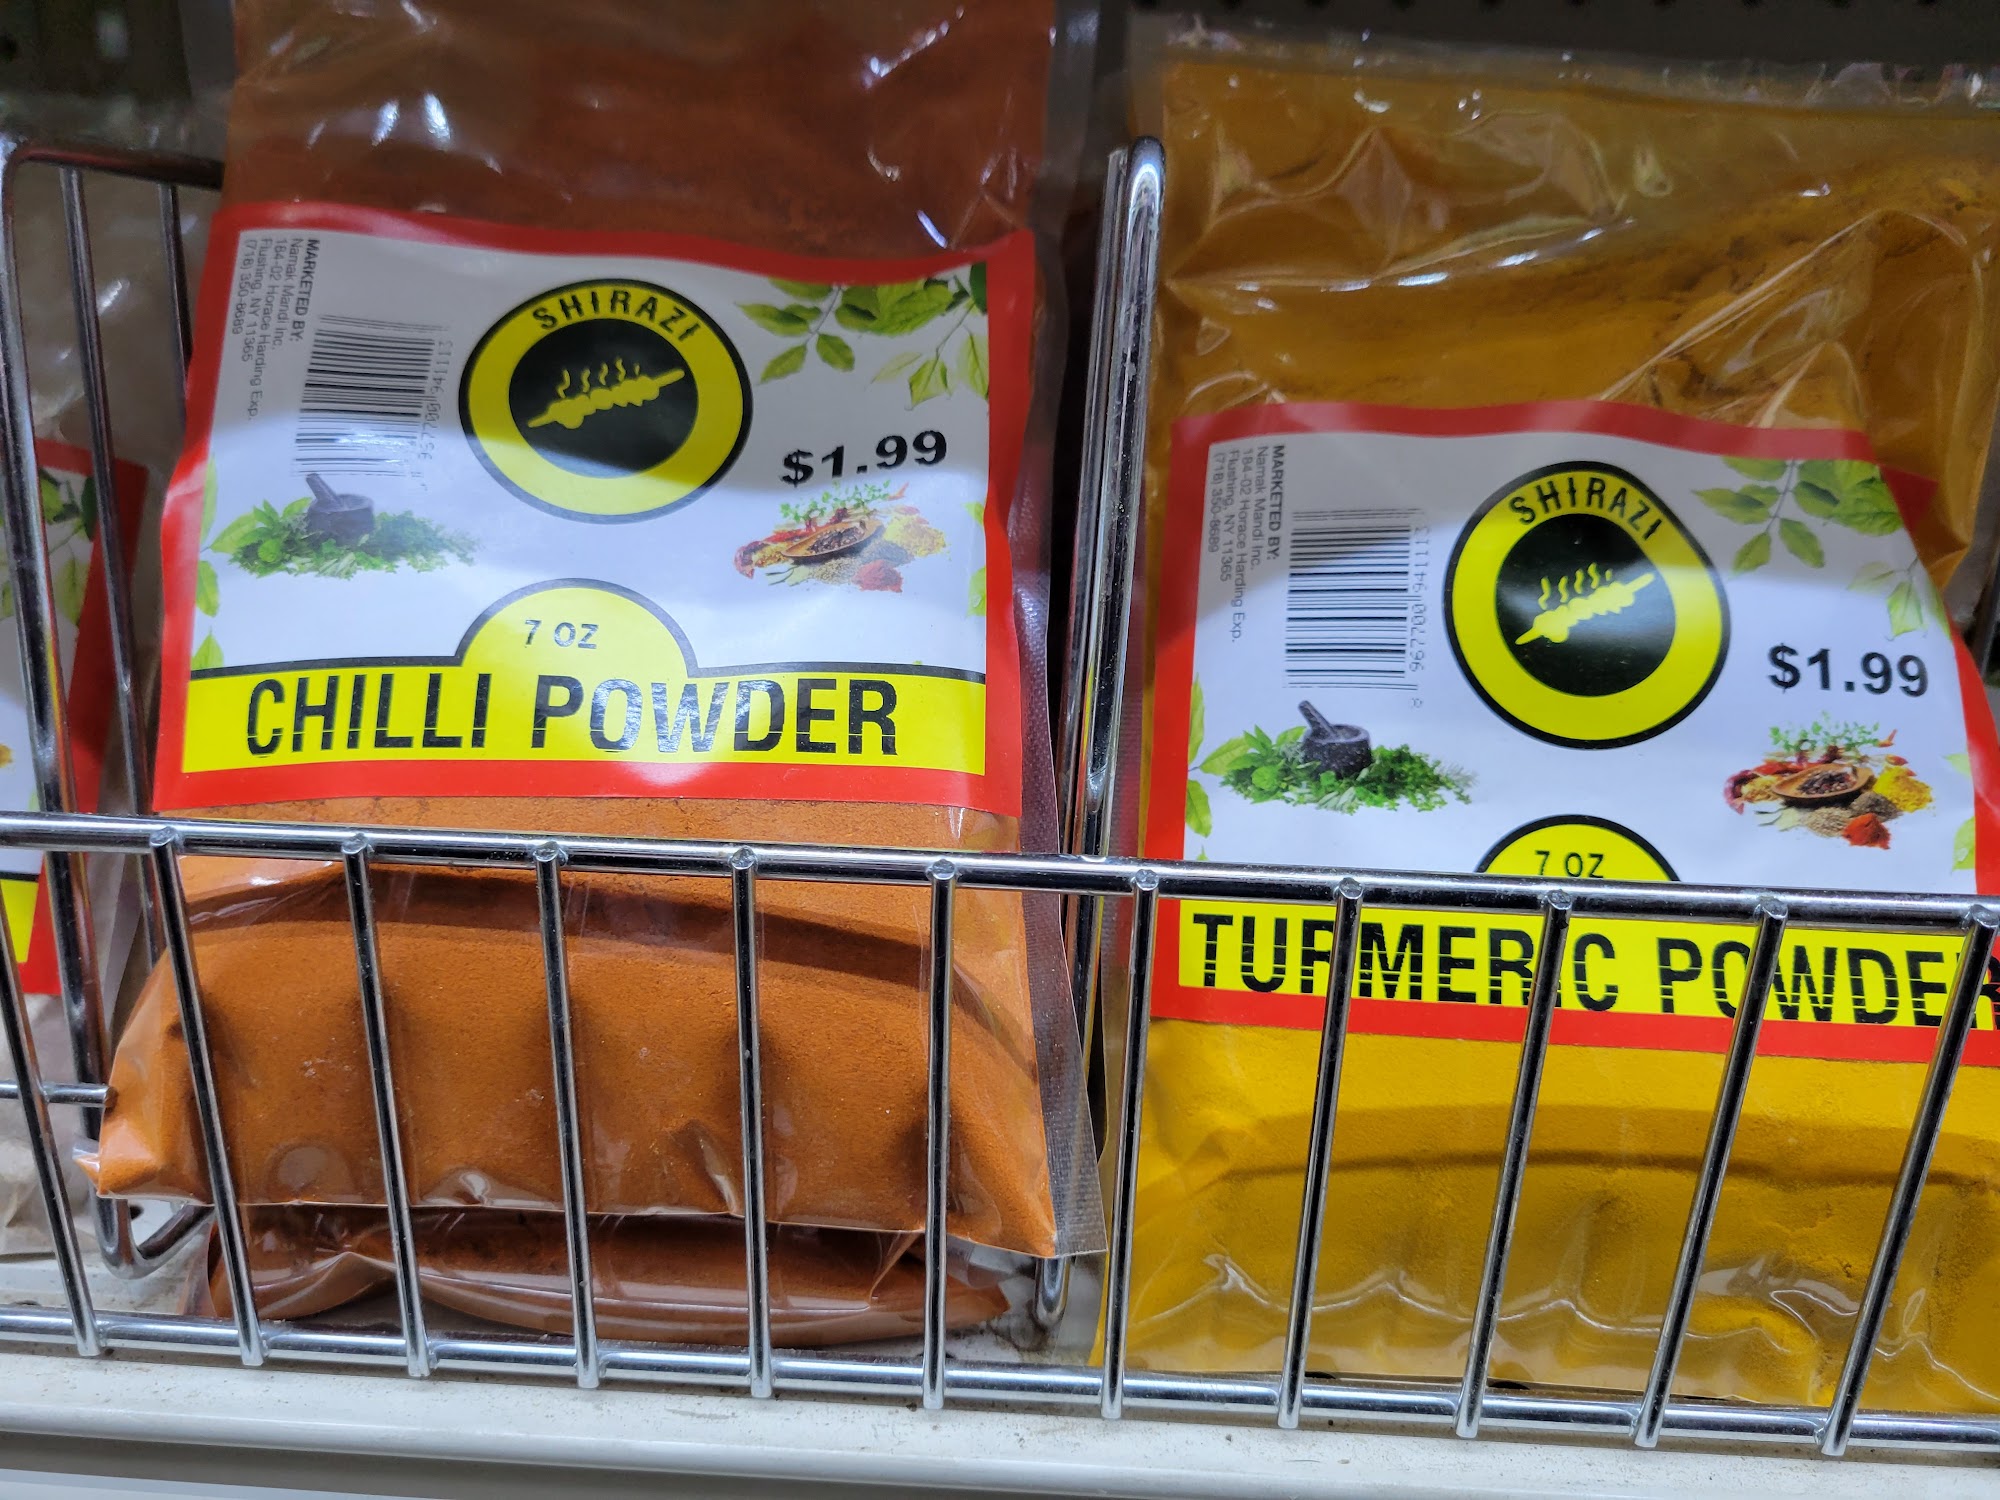 MARKETED BY:
Namak Mandi Inc.
184-02 Horace Harding Exp.
Flushing, NY 11365
(718) 350-8689
SHIRAZI
$1.99
7 OZ
CHILLI POWDER
MARKETED BY:
Namak Mandi Inc.
184-02 Horace Harding Exp.
Flushing, NY 11365
(718) 350-8689
SHIRAZI
$1.99
7 OZ
TURMERIC POWDER